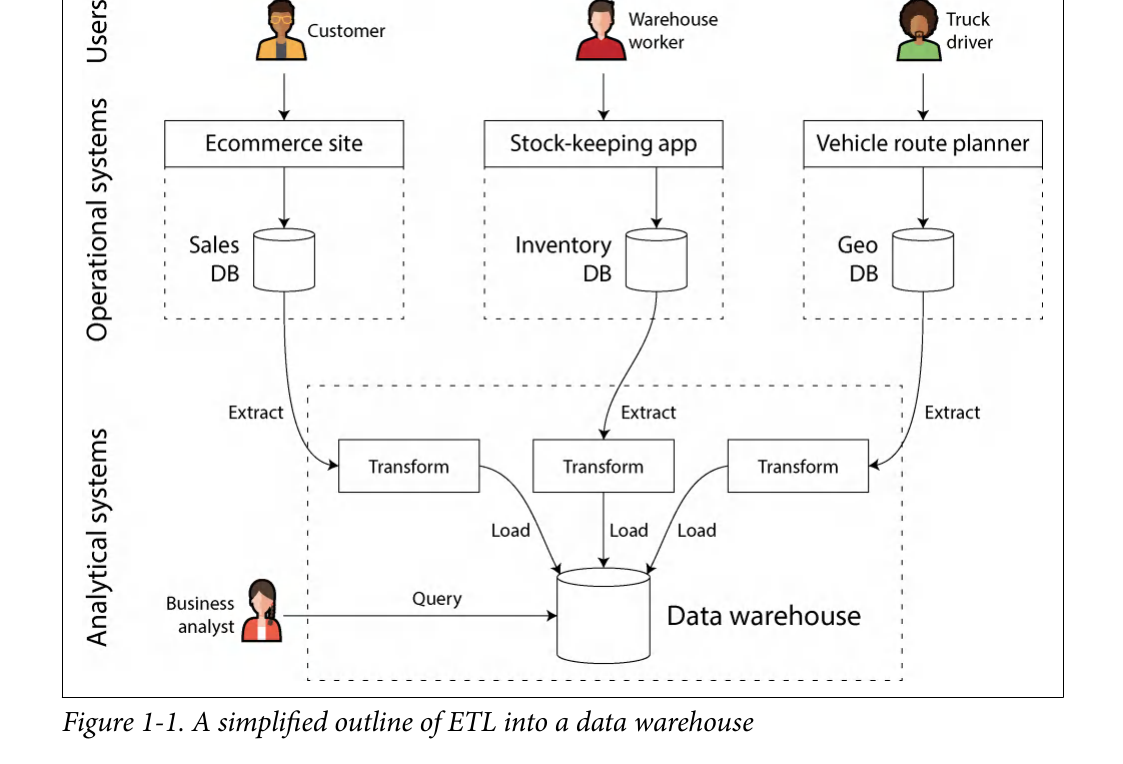 Users
Customer
Warehouse
worker
Truck
driver
Operational systems
Ecommerce site
Stock-keeping app
Vehicle route planner
Sales
DB
Inventory
DB
Geo
DB
Extract
Extract
Extract
Analytical systems
Transform
Transform
Transform
Load
Load
Load
Business
analyst
Query
Data warehouse
Figure 1-1. A simplified outline of ETL into a data warehouse